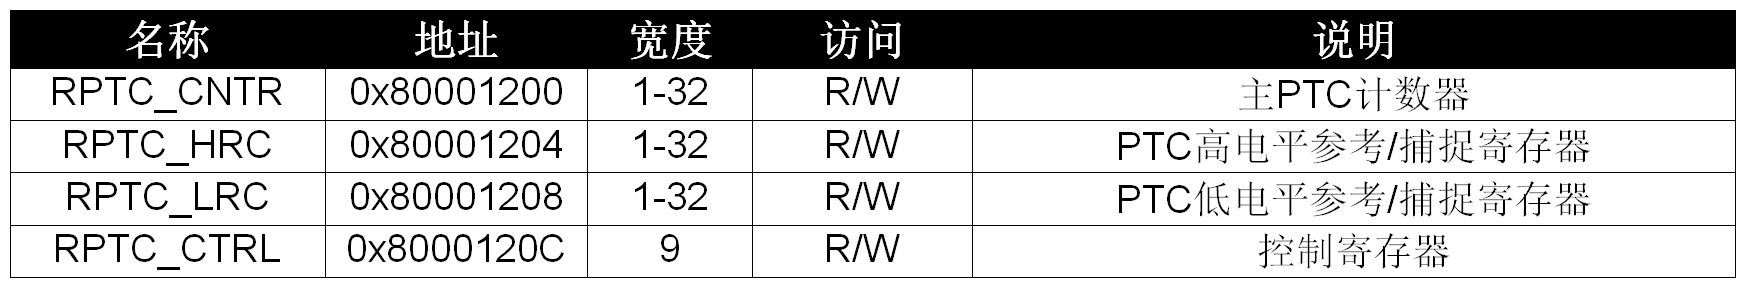 名称 地址 宽度 访问 说明
RPTC_CNTR 0x80001200 1-32 R/W 主PTC计数器
RPTC_HRC 0x80001204 1-32 R/W PTC高电平参考/捕捉寄存器
RPTC_LRC 0x80001208 1-32 R/W PTC低电平参考/捕捉寄存器
RPTC_CTRL 0x8000120C 9 R/W 控制寄存器